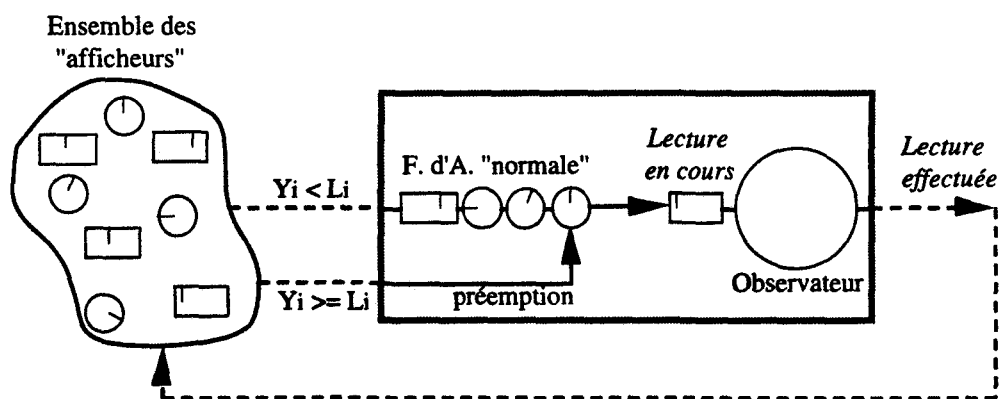 Ensemble des
"afficheurs"
Yi < Li
Yi >= Li
F. d'A. "normale"
préemption
Lecture
en cours
Observateur
Lecture
effectuée